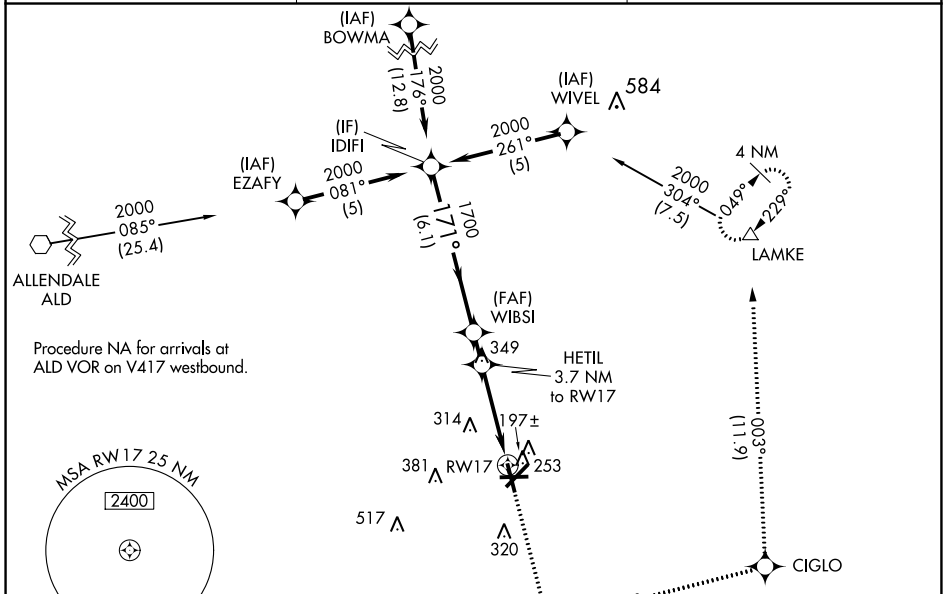 (IAF)
BOWMA
2000
176°
(12.8)
(IAF)
WIVEL
584
(IF)
IDIFI
2000
261°
(5)
(IAF)
EZAFY
2000
081°
(5)
4 NM
049°
229°
2000
304°
(7.5)
LAMKE
2000
085°
(25.4)
ALLENDALE
ALD
1700
171°
(6.1)
(FAF)
WIBSI
349
HETIL
3.7 NM
to RW17
Procedure NA for arrivals at
ALD VOR on V417 westbound.
314
197±
381
RW17
253
003°
(11.9)
MSA RW17 25 NM
2400
517
320
CIGLO